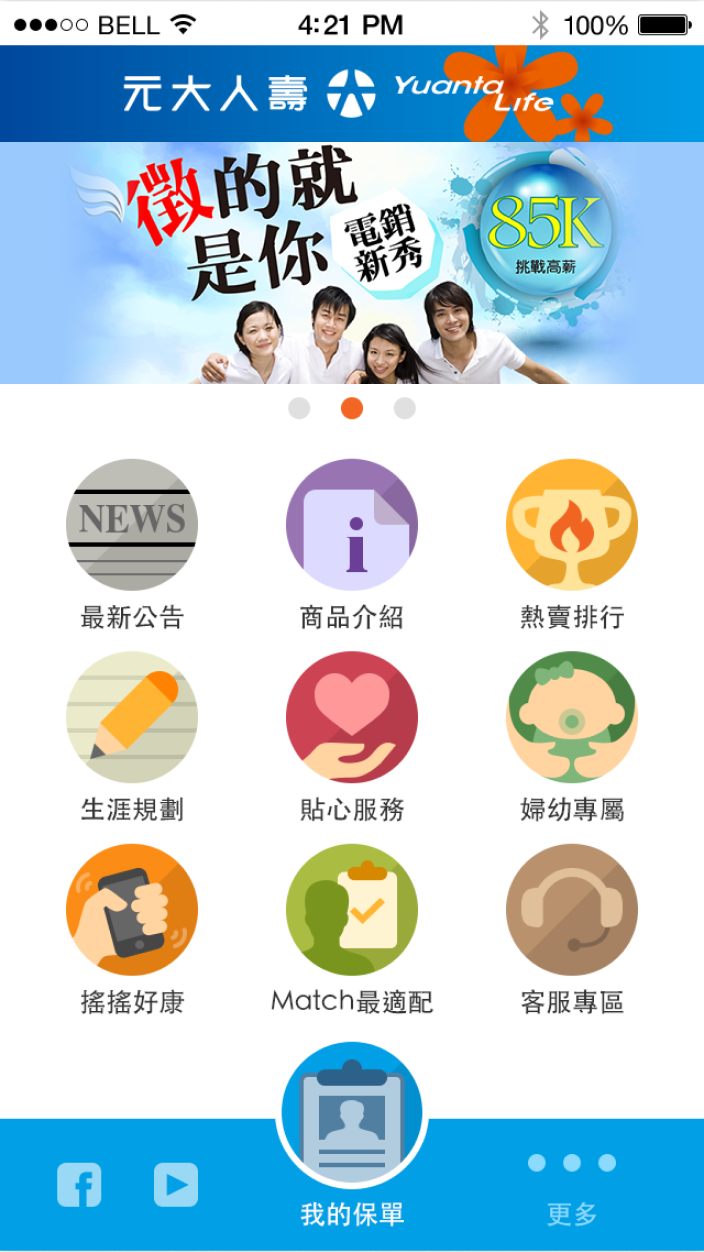 BELL 4:21 PM 100%
元大人壽 Yuanta Life
徵的就
是你
電銷
新秀
85K
挑戰高薪
NEWS
i
最新公告 商品介紹 熱賣排行
生涯規劃 貼心服務 婦幼專屬
搖搖好康 Match最適配 客服專區
f
我的保單 更多